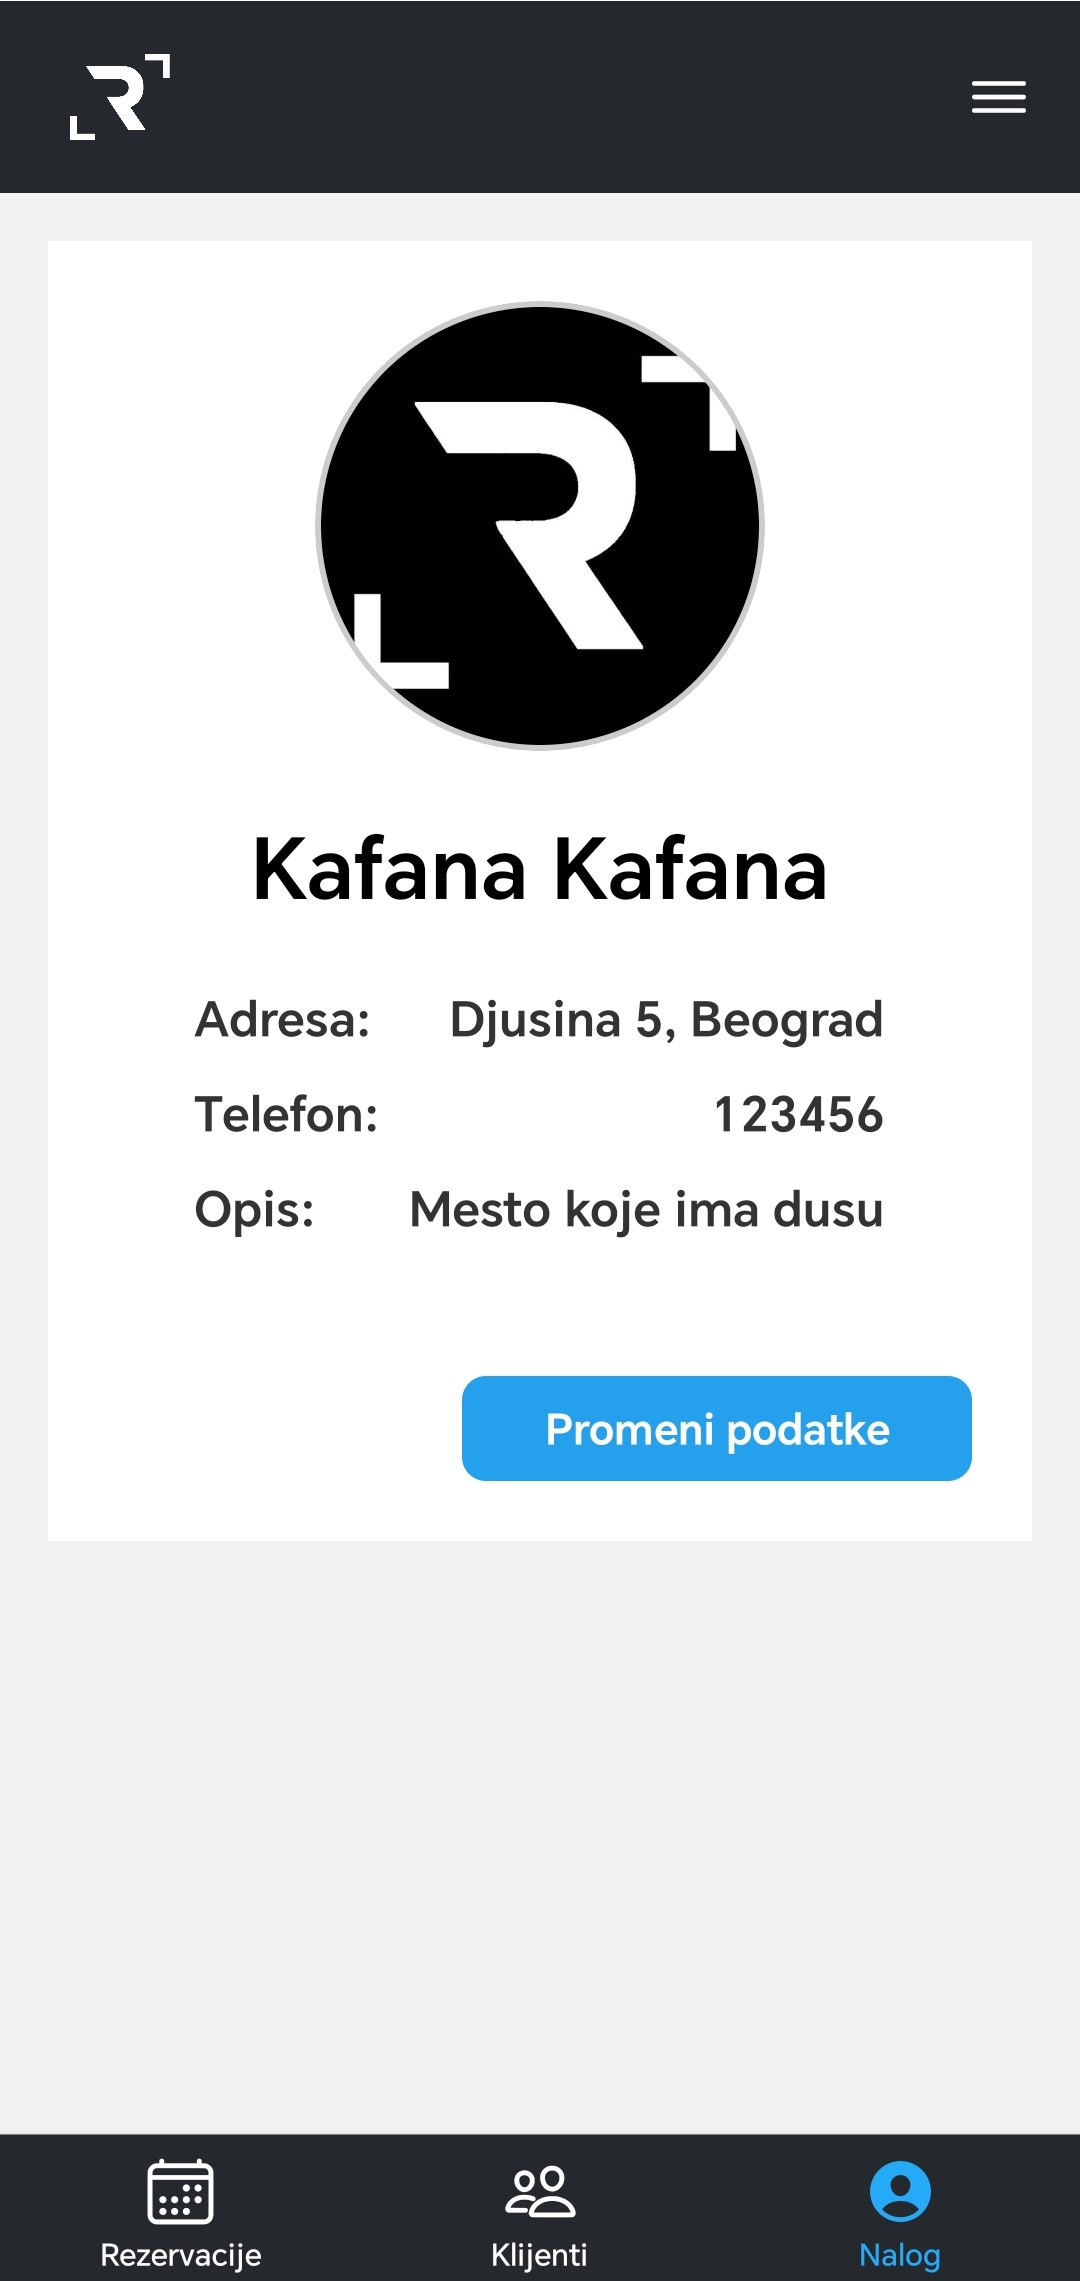 R
R
Kafana Kafana
Adresa: Djusina 5, Beograd
Telefon: 123456
Opis: Mesto koje ima dusu
Promeni podatke
Rezervacije Klijenti Nalog